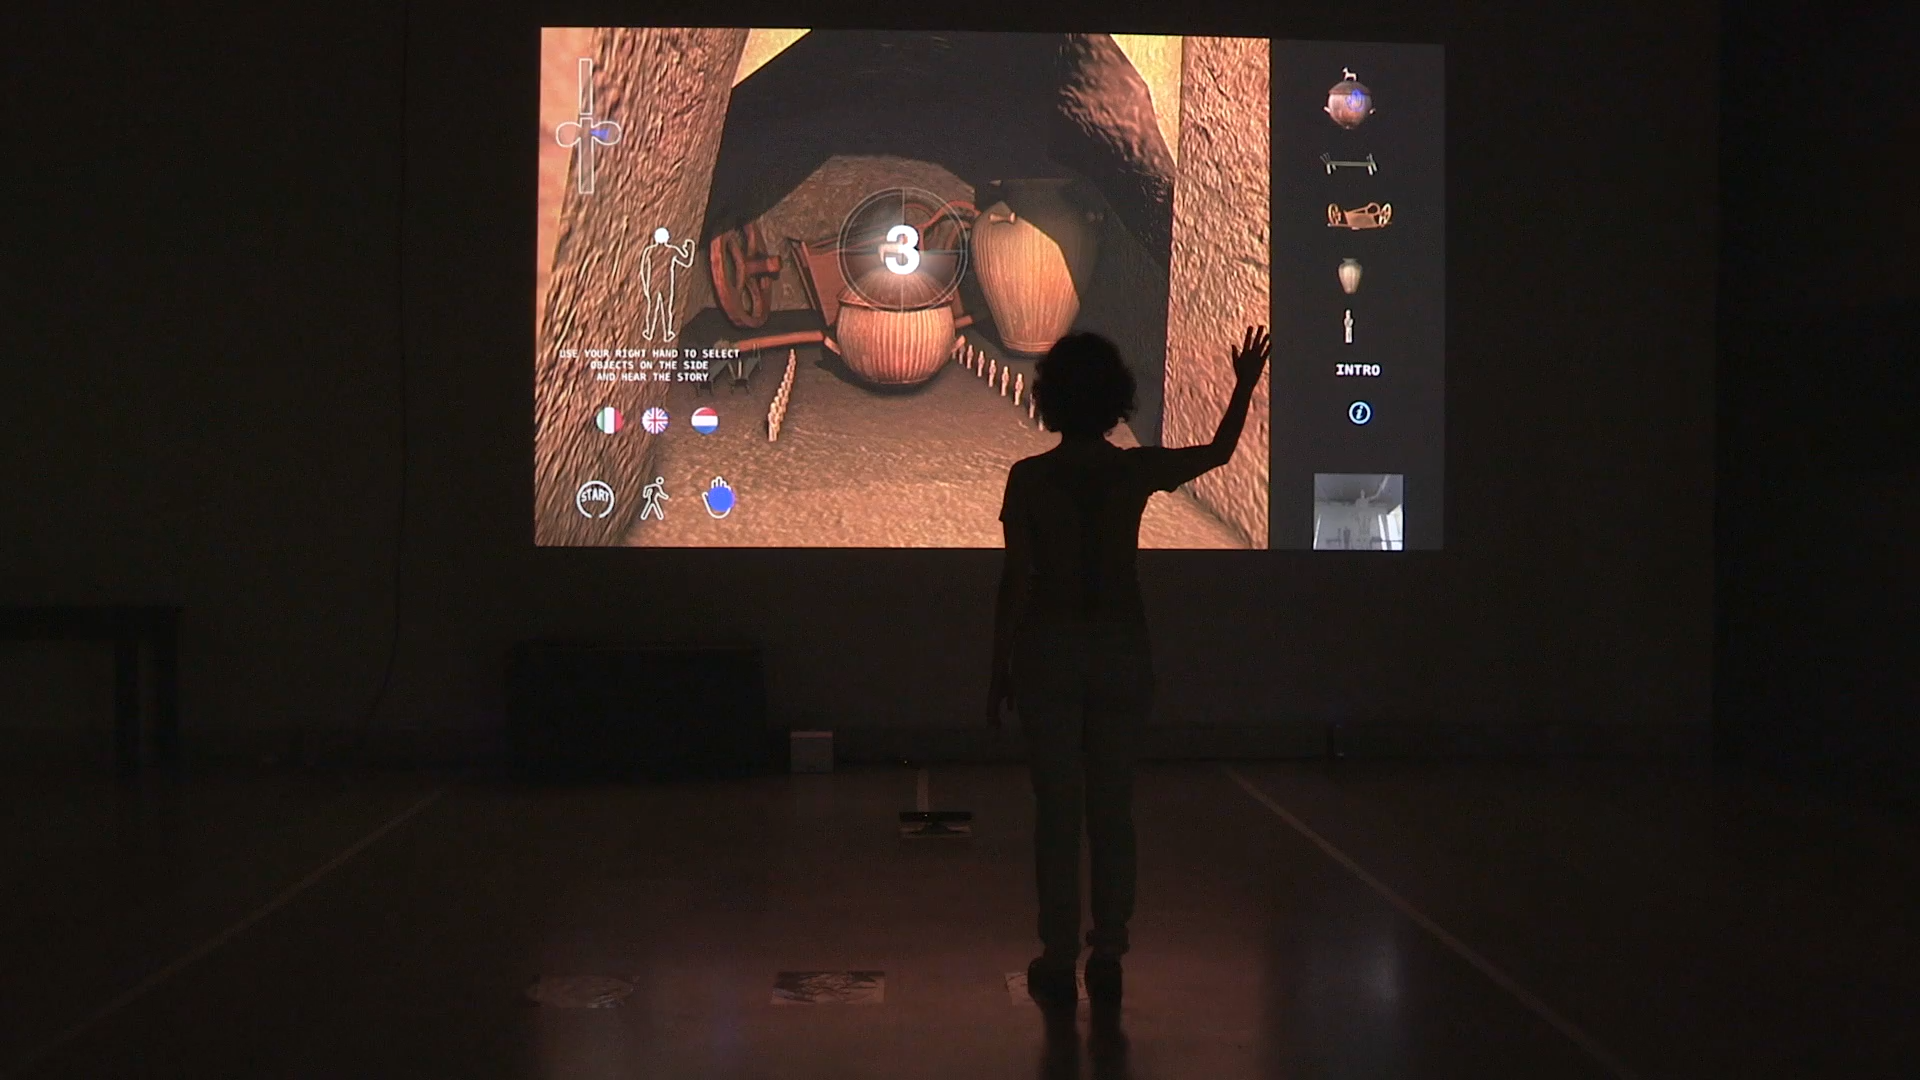 3
USE YOUR RIGHT HAND TO SELECT
OBJECTS ON THE SIDE
AND HEAR THE STORY
START
INTRO
i